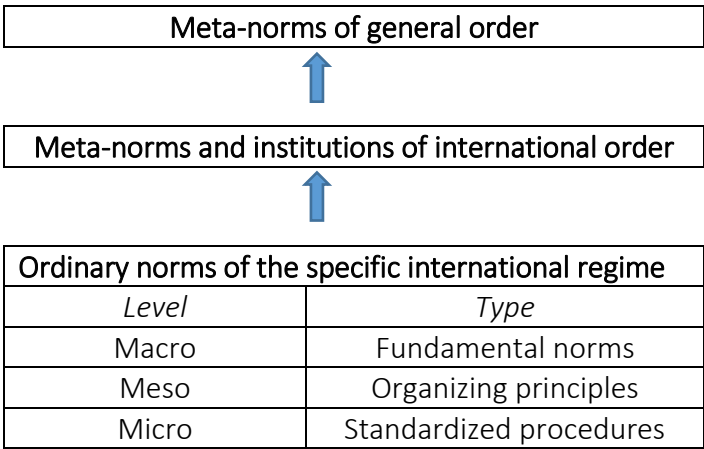 Meta-norms of general order
Meta-norms and institutions of international order
Ordinary norms of the specific international regime
Level Type
Macro Fundamental norms
Meso Organizing principles
Micro Standardized procedures